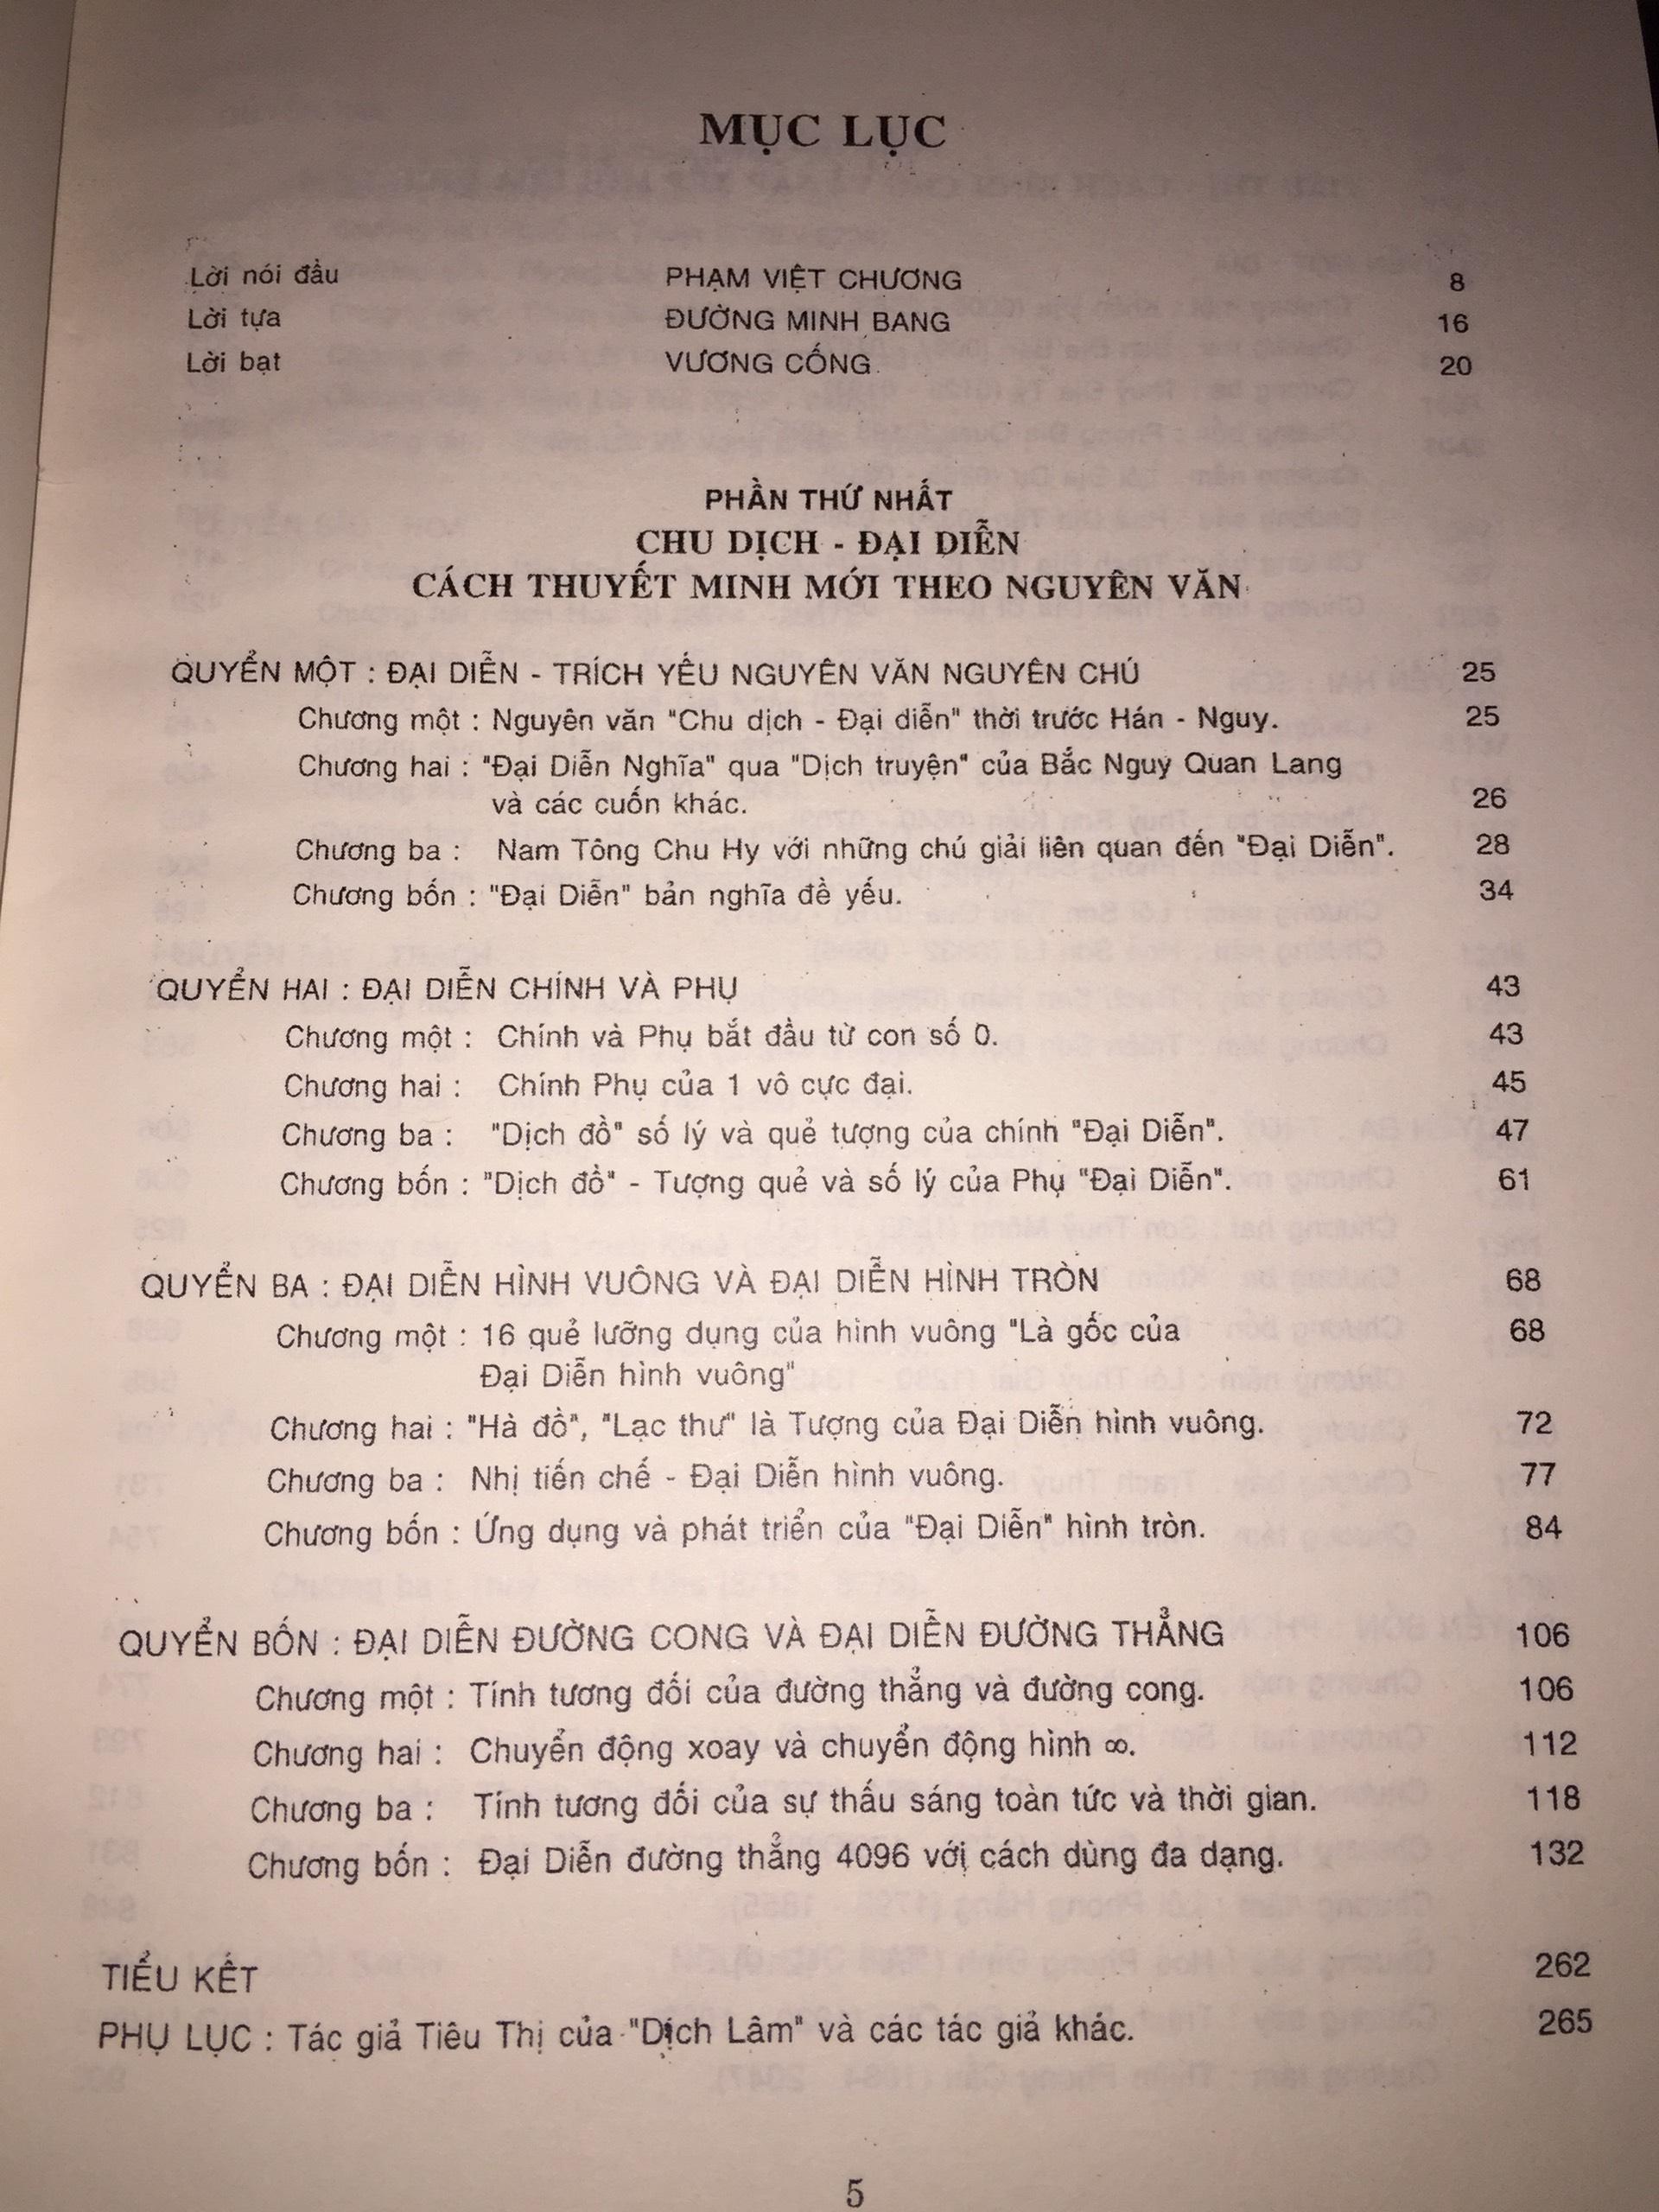 MỤC LỤC
Lời nói đầu PHẠM VIỆT CHƯƠNG 8
Lời tựa ĐƯỜNG MINH BANG 16
Lời bạt VƯƠNG CỐNG 20
PHẦN THỨ NHẤT
CHU DỊCH - ĐẠI DIỄN
CÁCH THUYẾT MINH MỚI THEO NGUYÊN VĂN
QUYỂN MỘT : ĐẠI DIỄN - TRÍCH YẾU NGUYÊN VĂN NGUYÊN CHÚ 25
Chương một : Nguyên văn "Chu dịch - Đại diễn" thời trước Hán - Nguy. 25
Chương hai : "Đại Diễn Nghĩa" qua "Dịch truyện" của Bắc Nguỵ Quan Lang
và các cuốn khác. 26
Chương ba : Nam Tông Chu Hy với những chú giải liên quan đến "Đại Diễn". 28
Chương bốn : "Đại Diễn" bản nghĩa đề yếu. 34
QUYỂN HAI : ĐẠI DIỄN CHÍNH VÀ PHỤ 43
Chương một : Chính và Phụ bắt đầu từ con số 0. 43
Chương hai : Chính Phụ của 1 vô cực đại. 45
Chương ba : "Dịch đồ" số lý và quẻ tượng của chính "Đại Diễn". 47
Chương bốn : "Dịch đồ" - Tượng quẻ và số lý của Phụ "Đại Diễn". 61
QUYỂN BA : ĐẠI DIỄN HÌNH VUÔNG VÀ ĐẠI DIỄN HÌNH TRÒN 68
Chương một : 16 quẻ lưỡng dụng của hình vuông "Là gốc của 68
Đại Diễn hình vuông"
Chương hai : "Hà đồ", "Lạc thư" là Tượng của Đại Diễn hình vuông. 72
Chương ba : Nhị tiến chế - Đại Diễn hình vuông. 77
Chương bốn : Ứng dụng và phát triển của "Đại Diễn" hình tròn. 84
QUYỂN BỐN : ĐẠI DIỄN ĐƯỜNG CONG VÀ ĐẠI DIỄN ĐƯỜNG THẲNG 106
Chương một : Tính tương đối của đường thẳng và đường cong. 106
Chương hai : Chuyển động xoay và chuyển động hình ∞. 112
Chương ba : Tính tương đối của sự thấu sáng toàn tức và thời gian. 118
Chương bốn : Đại Diễn đường thẳng 4096 với cách dùng đa dạng. 132
TIỂU KẾT 262
PHỤ LỤC : Tác giả Tiêu Thị của "Dịch Lâm" và các tác giả khác. 265
5